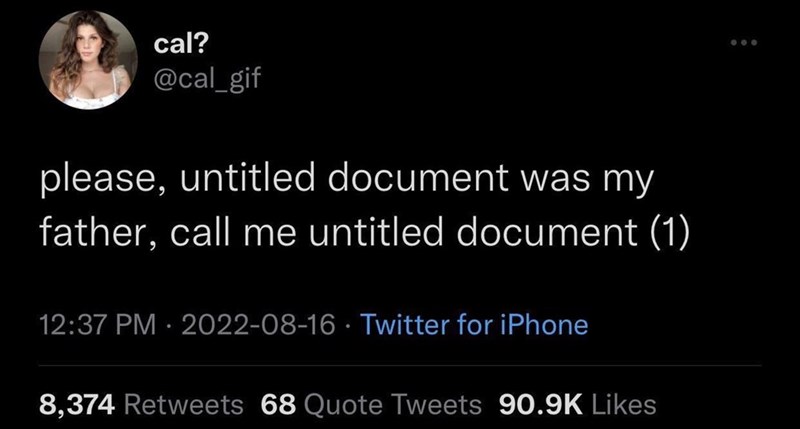 cal?
@cal_gif
please, untitled document was my
father, call me untitled document (1)
12:37 PM · 2022-08-16 · Twitter for iPhone
8,374 Retweets 68 Quote Tweets 90.9K Likes